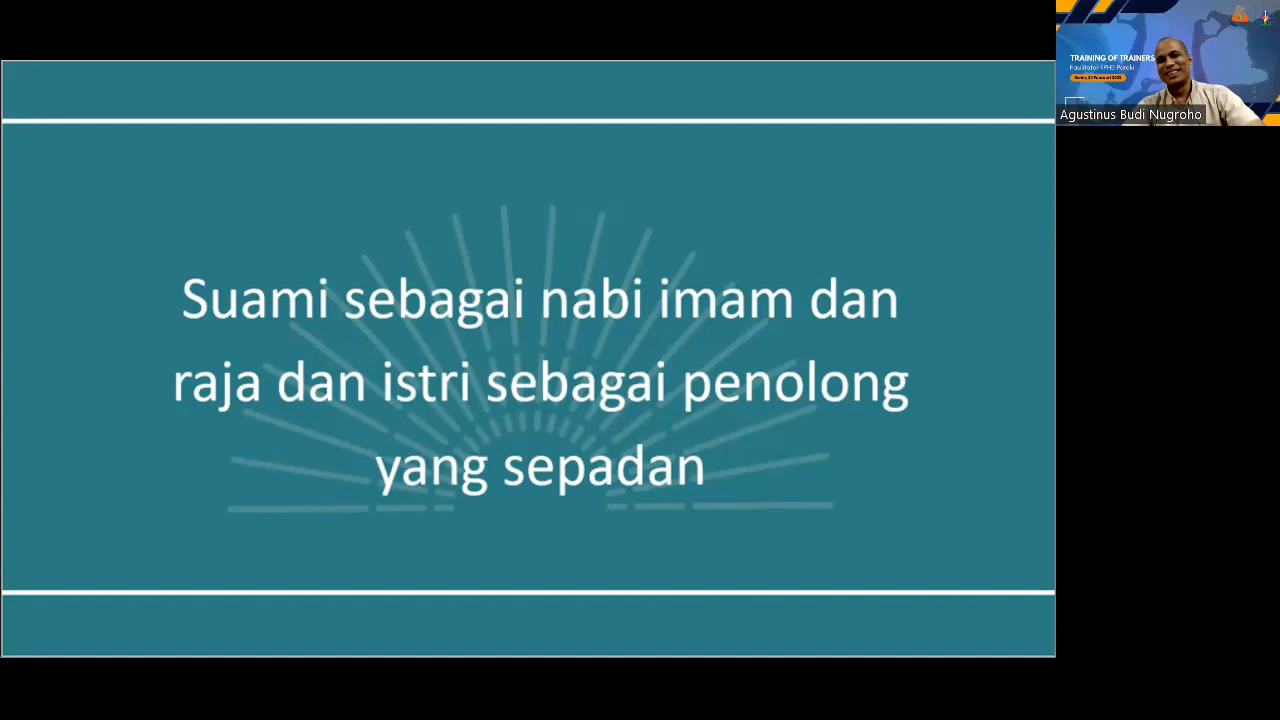 Suami sebagai nabi imam dan
raja dan istri sebagai penolong
yang sepadan
TRAINING OF TRAINERS
Agustinus Budi Nugroho